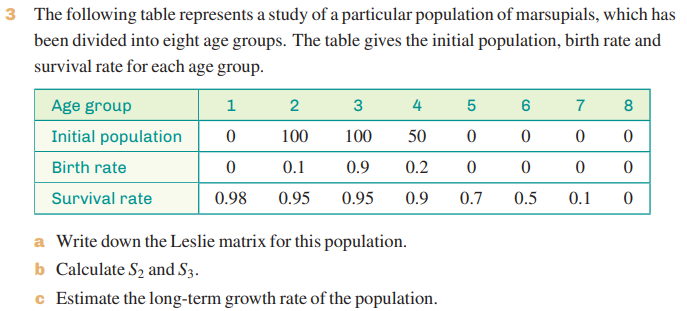 3 The following table represents a study of a particular population of marsupials, which has
been divided into eight age groups. The table gives the initial population, birth rate and
survival rate for each age group.
Age group 1 2 3 4 5 6 7 8
Initial population 0 100 100 50 0 0 0 0
Birth rate 0 0.1 0.9 0.2 0 0 0 0
Survival rate 0.98 0.95 0.95 0.9 0.7 0.5 0.1 0
a Write down the Leslie matrix for this population.
b Calculate S₂ and S₃.
c Estimate the long-term growth rate of the population.